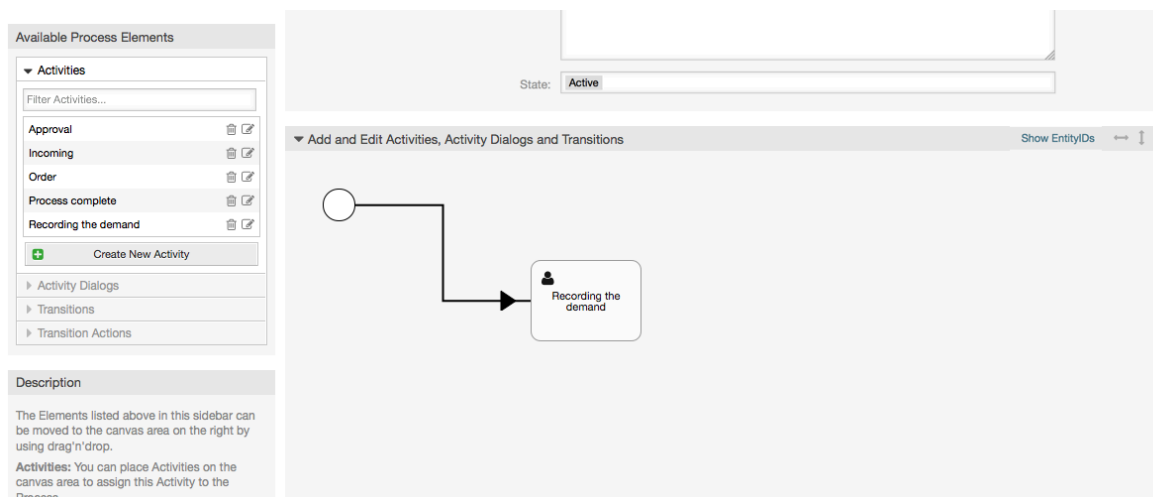 Available Process Elements
Activities
Filter Activities...
Approval
Incoming
Order
Process complete
Recording the demand
Create New Activity
Activity Dialogs
Transitions
Transition Actions
Description
The Elements listed above in this sidebar can
be moved to the canvas area on the right by
using drag'n'drop.
Activities: You can place Activities on the
canvas area to assign this Activity to the
Process
State: Active
Add and Edit Activities, Activity Dialogs and Transitions
Show EntityIDs
Recording the
demand